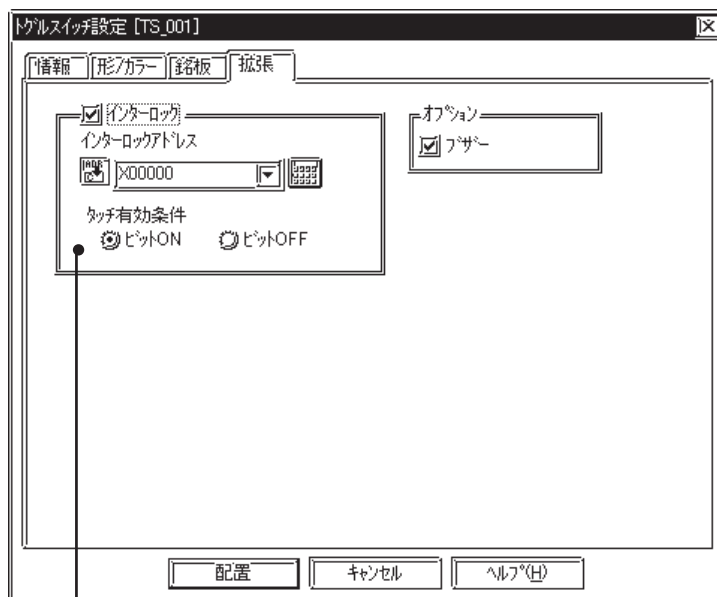 ﾄｸﾞﾙｽｲｯﾁ設定 [TS_001]
情報 形/ｶﾗｰ 銘板 拡張
インターロック
ｲﾝﾀｰﾛｯｸｱﾄﾞﾚｽ
X00000
ﾀｯﾁ有効条件
ﾋﾞｯﾄON ﾋﾞｯﾄOFF
ｵﾌﾟｼｮﾝ
ﾌﾞｻﾞｰ
配置 ｷｬﾝｾﾙ ﾍﾙﾌﾟ(H)